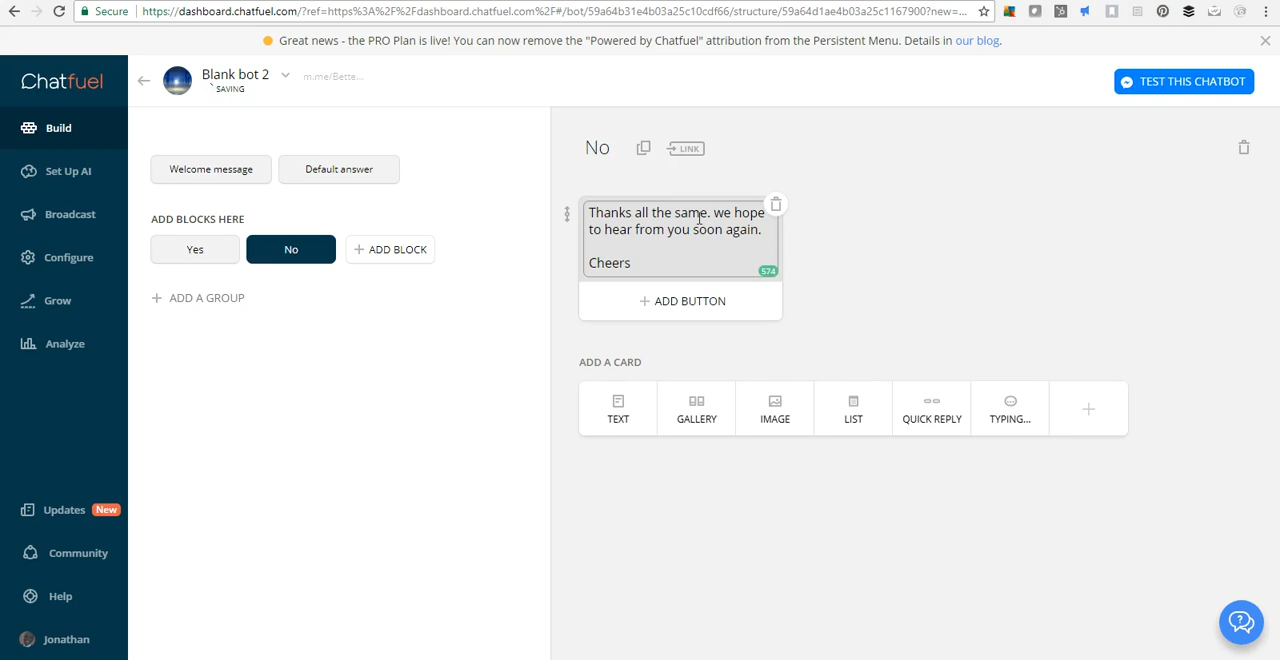 Secure https://dashboard.chatfuel.com/?ref=https%3A%2F%2Fdashboard.chatfuel.com%2F#/bot/59a64b31e4b03a25c10cdf66/structure/59a64d1ae4b03a25c1167900?new=...
Great news - the PRO Plan is live! You can now remove the "Powered by Chatfuel" attribution from the Persistent Menu. Details in our blog.
Chatfuel
Blank bot 2
m.me/Bette...
SAVING
TEST THIS CHATBOT
Build
Set Up AI
Broadcast
Configure
Grow
Analyze
Updates New
Community
Help
Jonathan
Welcome message
Default answer
ADD BLOCKS HERE
Yes
No
+ ADD BLOCK
+ ADD A GROUP
No
LINK
Thanks all the same. we hope
to hear from you soon again.
Cheers
574
+ ADD BUTTON
ADD A CARD
TEXT
GALLERY
IMAGE
LIST
QUICK REPLY
TYPING...